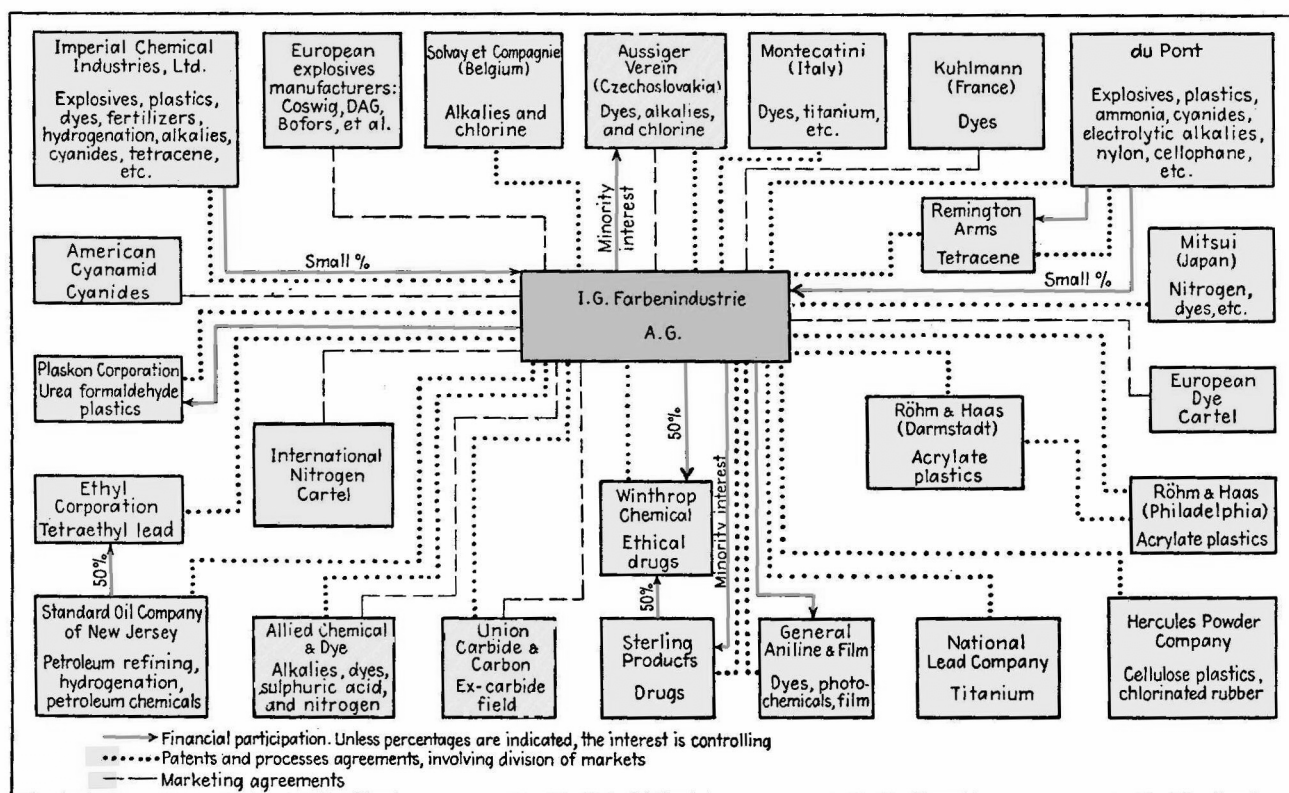 Imperial Chemical
Industries, Ltd.
Explosives, plastics,
dyes, fertilizers,
hydrogenation, alkalies,
cyanides, tetracene,
etc.
European
explosives
manufacturers:
Coswig, DAG,
Bofors, et al.
Solvay et Compagnie
(Belgium)
Alkalies and
chlorine
Aussiger
Verein
(Czechoslovakia)
Dyes, alkalies,
and chlorine
Montecatini
(Italy)
Dyes, titanium,
etc.
Kuhlmann
(France)
Dyes
du Pont
Explosives, plastics,
ammonia, cyanides,
electrolytic alkalies,
nylon, cellophane,
etc.
Minority
interest
Remington
Arms
Tetracene
American
Cyanamid
Cyanides
Small %
Small %
Mitsui
(Japan)
Nitrogen,
dyes, etc.
I.G. Farbenindustrie
A.G.
Plaskon Corporation
Urea formaldehyde
plastics
European
Dye
Cartel
International
Nitrogen
Cartel
50%
Minority interest
Röhm & Haas
(Darmstadt)
Acrylate
plastics
Ethyl
Corporation
Tetraethyl lead
Winthrop
Chemical
Ethical
drugs
Röhm & Haas
(Philadelphia)
Acrylate plastics
50%
50%
Standard Oil Company
of New Jersey
Petroleum refining,
hydrogenation,
petroleum chemicals
Allied Chemical
& Dye
Alkalies, dyes,
sulphuric acid,
and nitrogen
Union
Carbide &
Carbon
Ex-carbide
field
Sterling
Products
Drugs
General
Aniline & Film
Dyes, photo-
chemicals, film
National
Lead Company
Titanium
Hercules Powder
Company
Cellulose plastics,
chlorinated rubber
Financial participation. Unless percentages are indicated, the interest is controlling
Patents and processes agreements, involving division of markets
Marketing agreements